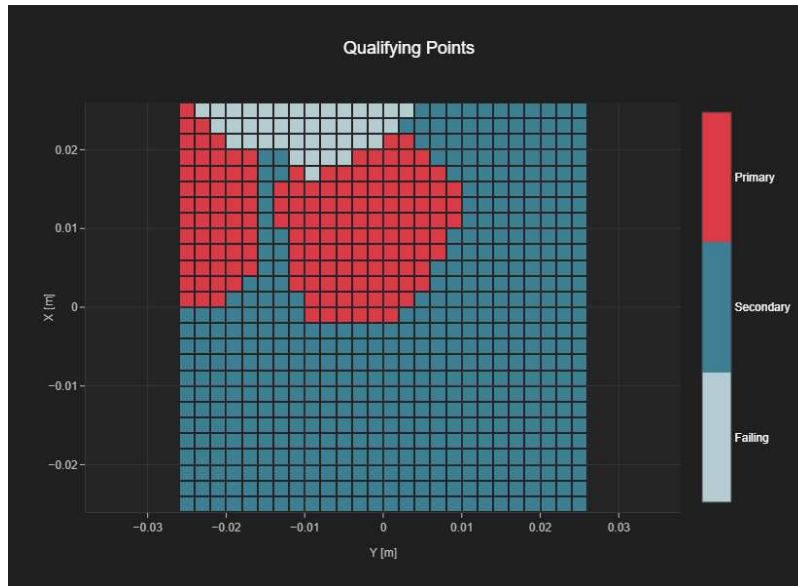 Qualifying Points
Primary
Secondary
Failing
X [m]
0.02
0.01
0
−0.01
−0.02
−0.03
−0.02
−0.01
0
0.01
0.02
0.03
Y [m]